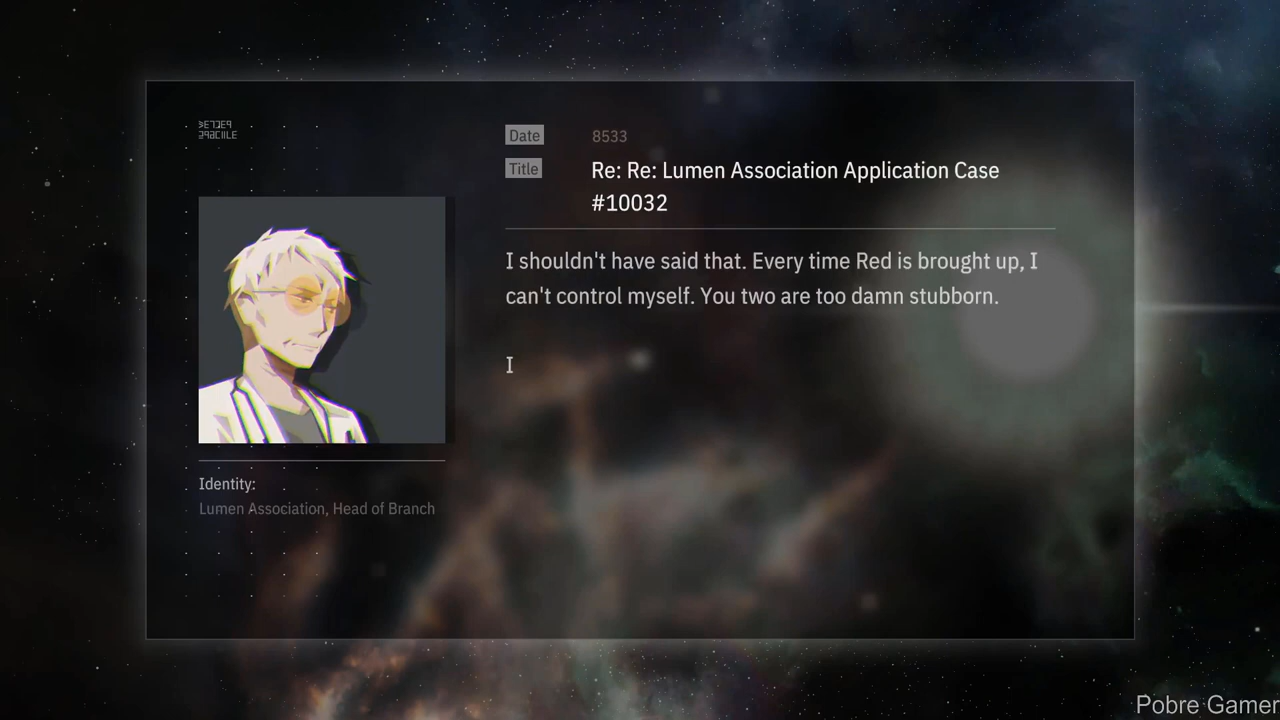 Date 8533
Title Re: Re: Lumen Association Application Case
#10032
I shouldn't have said that. Every time Red is brought up, I
can't control myself. You two are too damn stubborn.
I
Identity:
Lumen Association, Head of Branch
Pobre Gamer